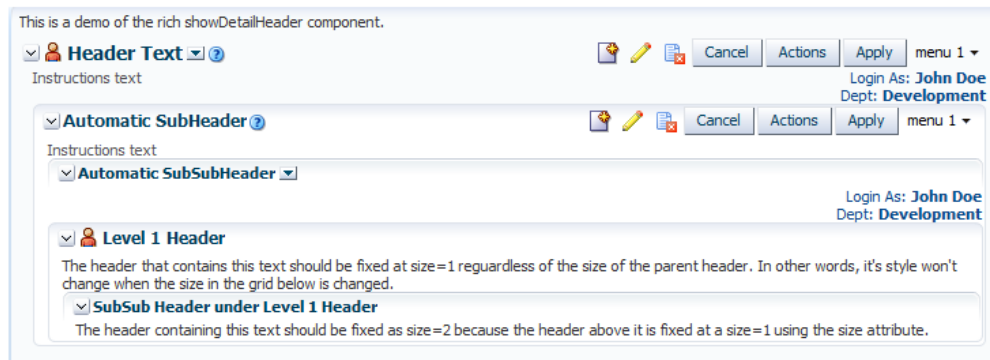 This is a demo of the rich showDetailHeader component.
Header Text
Cancel Actions Apply menu 1
Instructions text
Login As: John Doe
Dept: Development
Automatic SubHeader
Cancel Actions Apply menu 1
Instructions text
Automatic SubSubHeader
Login As: John Doe
Dept: Development
Level 1 Header
The header that contains this text should be fixed at size=1 reguardless of the size of the parent header. In other words, it's style won't
change when the size in the grid below is changed.
SubSub Header under Level 1 Header
The header containing this text should be fixed as size=2 because the header above it is fixed at a size=1 using the size attribute.